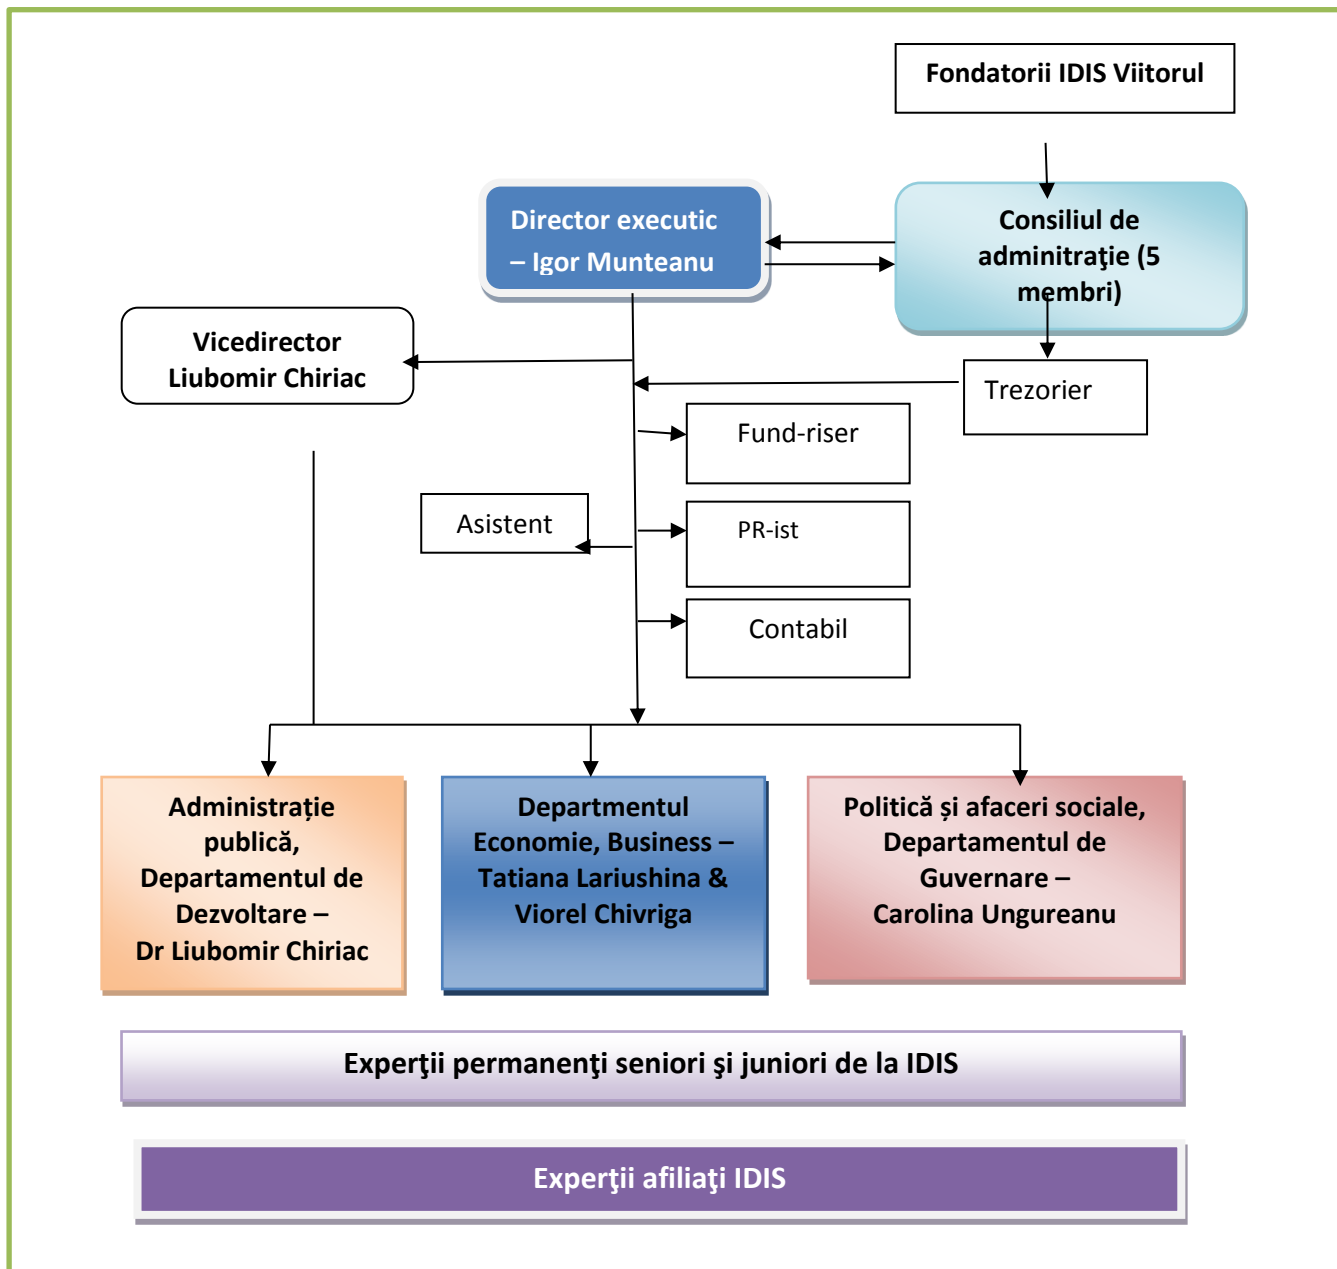 Fondatorii IDIS Viitorul
Director executic
– Igor Munteanu
Consiliul de
adminitraţie (5
membri)
Vicedirector
Liubomir Chiriac
Trezorier
Fund-riser
Asistent
PR-ist
Contabil
Administrație
publică,
Departamentul de
Dezvoltare –
Dr Liubomir Chiriac
Departmentul
Economie, Business –
Tatiana Lariushina &
Viorel Chivriga
Politică și afaceri sociale,
Departamentul de
Guvernare –
Carolina Ungureanu
Experţii permanenţi seniori şi juniori de la IDIS
Experţii afiliaţi IDIS